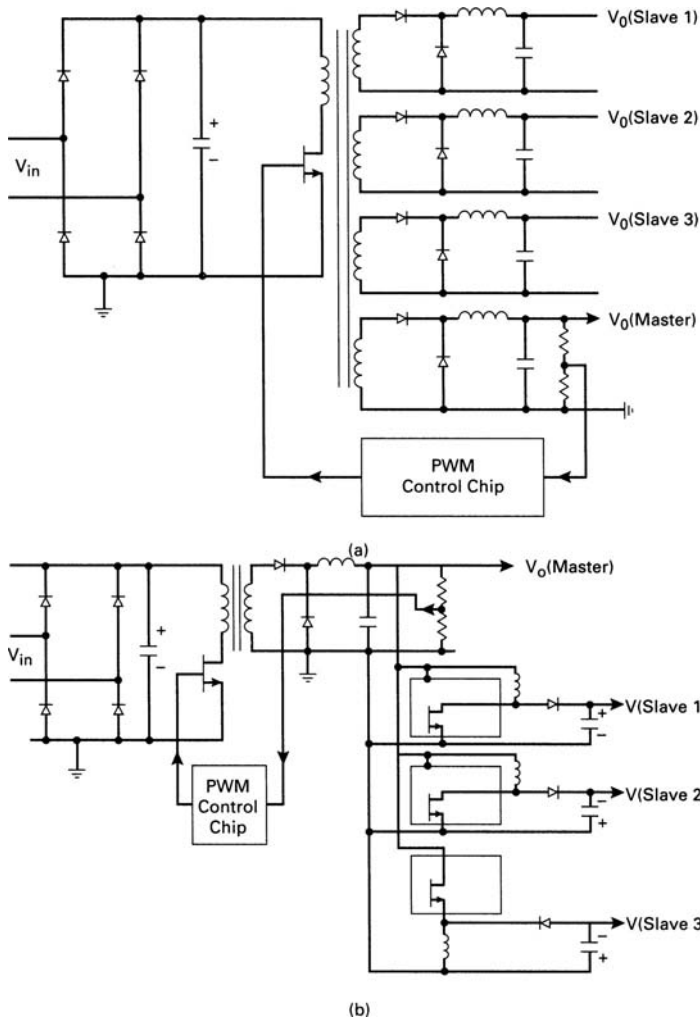 V0(Slave 1)
V0(Slave 2)
Vin
V0(Slave 3)
V0(Master)
PWM
Control Chip
(a)
Vo(Master)
Vin
V(Slave 1
PWM
Control
Chip
V(Slave 2
V(Slave 3
(b)
+
−
+
−
+
−
−
+
−
+